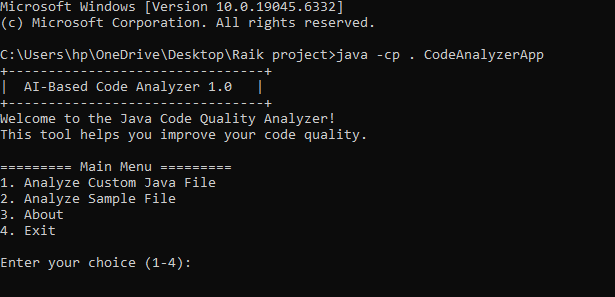 Microsoft Windows [Version 10.0.19045.6332]
(c) Microsoft Corporation. All rights reserved.
C:\Users\hp\OneDrive\Desktop\Raik project>java -cp . CodeAnalyzerApp
+--------------------------------+
|  AI-Based Code Analyzer 1.0   |
+--------------------------------+
Welcome to the Java Code Quality Analyzer!
This tool helps you improve your code quality.
========= Main Menu =========
1. Analyze Custom Java File
2. Analyze Sample File
3. About
4. Exit
Enter your choice (1-4):